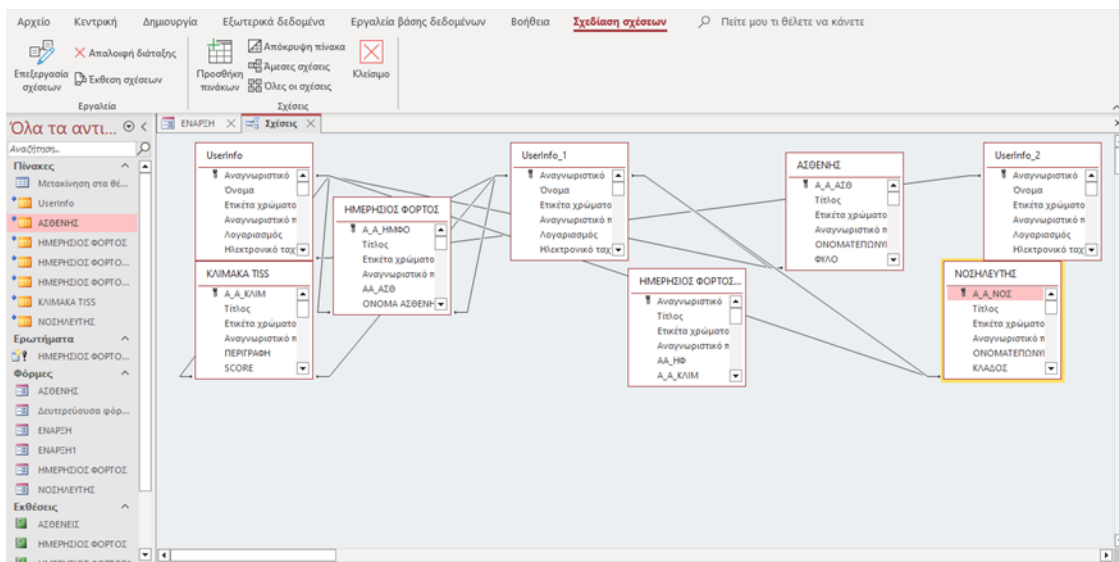 Αρχείο Κεντρική Δημιουργία Εξωτερικά δεδομένα Εργαλεία βάσης δεδομένων Βοήθεια Σχεδίαση σχέσεων Πείτε μου τι θέλετε να κάνετε
Επεξεργασία σχέσεων
Απαλοιφή διάταξης
Έκθεση σχέσεων
Εργαλεία
Προσθήκη πινάκων
Απόκρυψη πίνακα
Άμεσες σχέσεις
Όλες οι σχέσεις
Κλείσιμο
Σχέσεις
Όλα τα αντι...
Αναζήτηση...
Πίνακες
Μετακίνηση στα θέ...
UserInfo
ΑΣΘΕΝΗΣ
ΗΜΕΡΗΣΙΟΣ ΦΟΡΤΟΣ
ΗΜΕΡΗΣΙΟΣ ΦΟΡΤΟ...
ΗΜΕΡΗΣΙΟΣ ΦΟΡΤΟ...
ΚΛΙΜΑΚΑ TISS
ΝΟΣΗΛΕΥΤΗΣ
Ερωτήματα
ΗΜΕΡΗΣΙΟΣ ΦΟΡΤΟ...
Φόρμες
ΑΣΘΕΝΗΣ
Δευτερεύουσα φόρ...
ΕΝΑΡΞΗ
ΕΝΑΡΞΗ1
ΗΜΕΡΗΣΙΟΣ ΦΟΡΤΟΣ
ΝΟΣΗΛΕΥΤΗΣ
Εκθέσεις
ΑΣΘΕΝΕΙΣ
ΗΜΕΡΗΣΙΟΣ ΦΟΡΤΟΣ
ΕΝΑΡΞΗ Σχέσεις
UserInfo
Αναγνωριστικό
Όνομα
Ετικέτα χρώματο
Αναγνωριστικό π
Λογαριασμός
Ηλεκτρονικό ταχ
ΚΛΙΜΑΚΑ TISS
Α_Α_ΚΛΙΜ
Τίτλος
Ετικέτα χρώματο
Αναγνωριστικό π
ΠΕΡΙΓΡΑΦΗ
SCORE
ΗΜΕΡΗΣΙΟΣ ΦΟΡΤΟΣ
Α_Α_ΗΜΦΟ
Τίτλος
Ετικέτα χρώματο
Αναγνωριστικό π
ΑΑ_ΑΣΘ
ΟΝΟΜΑ ΑΣΘΕΝΗ
UserInfo_1
Αναγνωριστικό
Όνομα
Ετικέτα χρώματο
Αναγνωριστικό π
Λογαριασμός
Ηλεκτρονικό ταχ
ΗΜΕΡΗΣΙΟΣ ΦΟΡΤΟΣ...
Αναγνωριστικό
Τίτλος
Ετικέτα χρώματο
Αναγνωριστικό π
ΑΑ_ΗΦ
Α_Α_ΚΛΙΜ
ΑΣΘΕΝΗΣ
Α_Α_ΑΣΘ
Τίτλος
Ετικέτα χρώματο
Αναγνωριστικό π
ΟΝΟΜΑΤΕΠΩΝΥΙ
ΦΥΛΟ
UserInfo_2
Αναγνωριστικό
Όνομα
Ετικέτα χρώματο
Αναγνωριστικό π
Λογαριασμός
Ηλεκτρονικό ταχ
ΝΟΣΗΛΕΥΤΗΣ
Α_Α_ΝΟΣ
Τίτλος
Ετικέτα χρώματο
Αναγνωριστικό π
ΟΝΟΜΑΤΕΠΩΝΥΙ
ΚΛΑΔΟΣ